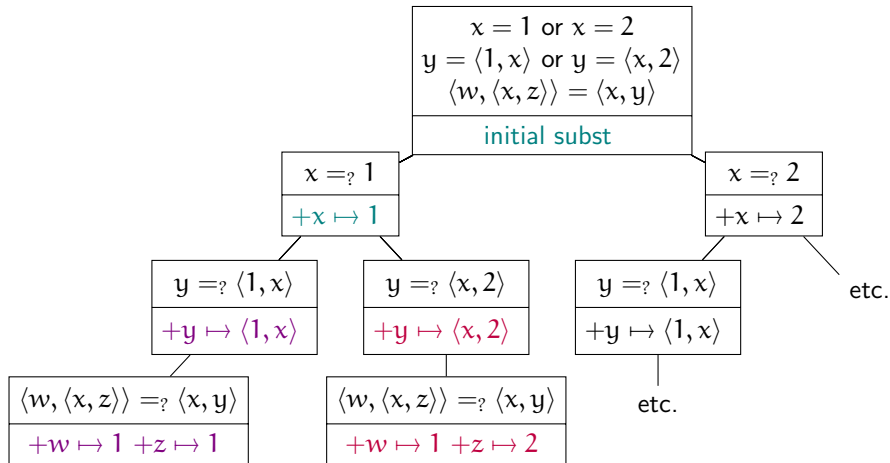 x = 1 or x = 2
y = ⟨1, x⟩ or y = ⟨x, 2⟩
⟨w, ⟨x, z⟩⟩ = ⟨x, y⟩
initial subst
x =? 1
+x ↦ 1
x =? 2
+x ↦ 2
y =? ⟨1, x⟩
+y ↦ ⟨1, x⟩
y =? ⟨x, 2⟩
+y ↦ ⟨x, 2⟩
y =? ⟨1, x⟩
+y ↦ ⟨1, x⟩
etc.
⟨w, ⟨x, z⟩⟩ =? ⟨x, y⟩
+w ↦ 1 +z ↦ 1
⟨w, ⟨x, z⟩⟩ =? ⟨x, y⟩
+w ↦ 1 +z ↦ 2
etc.